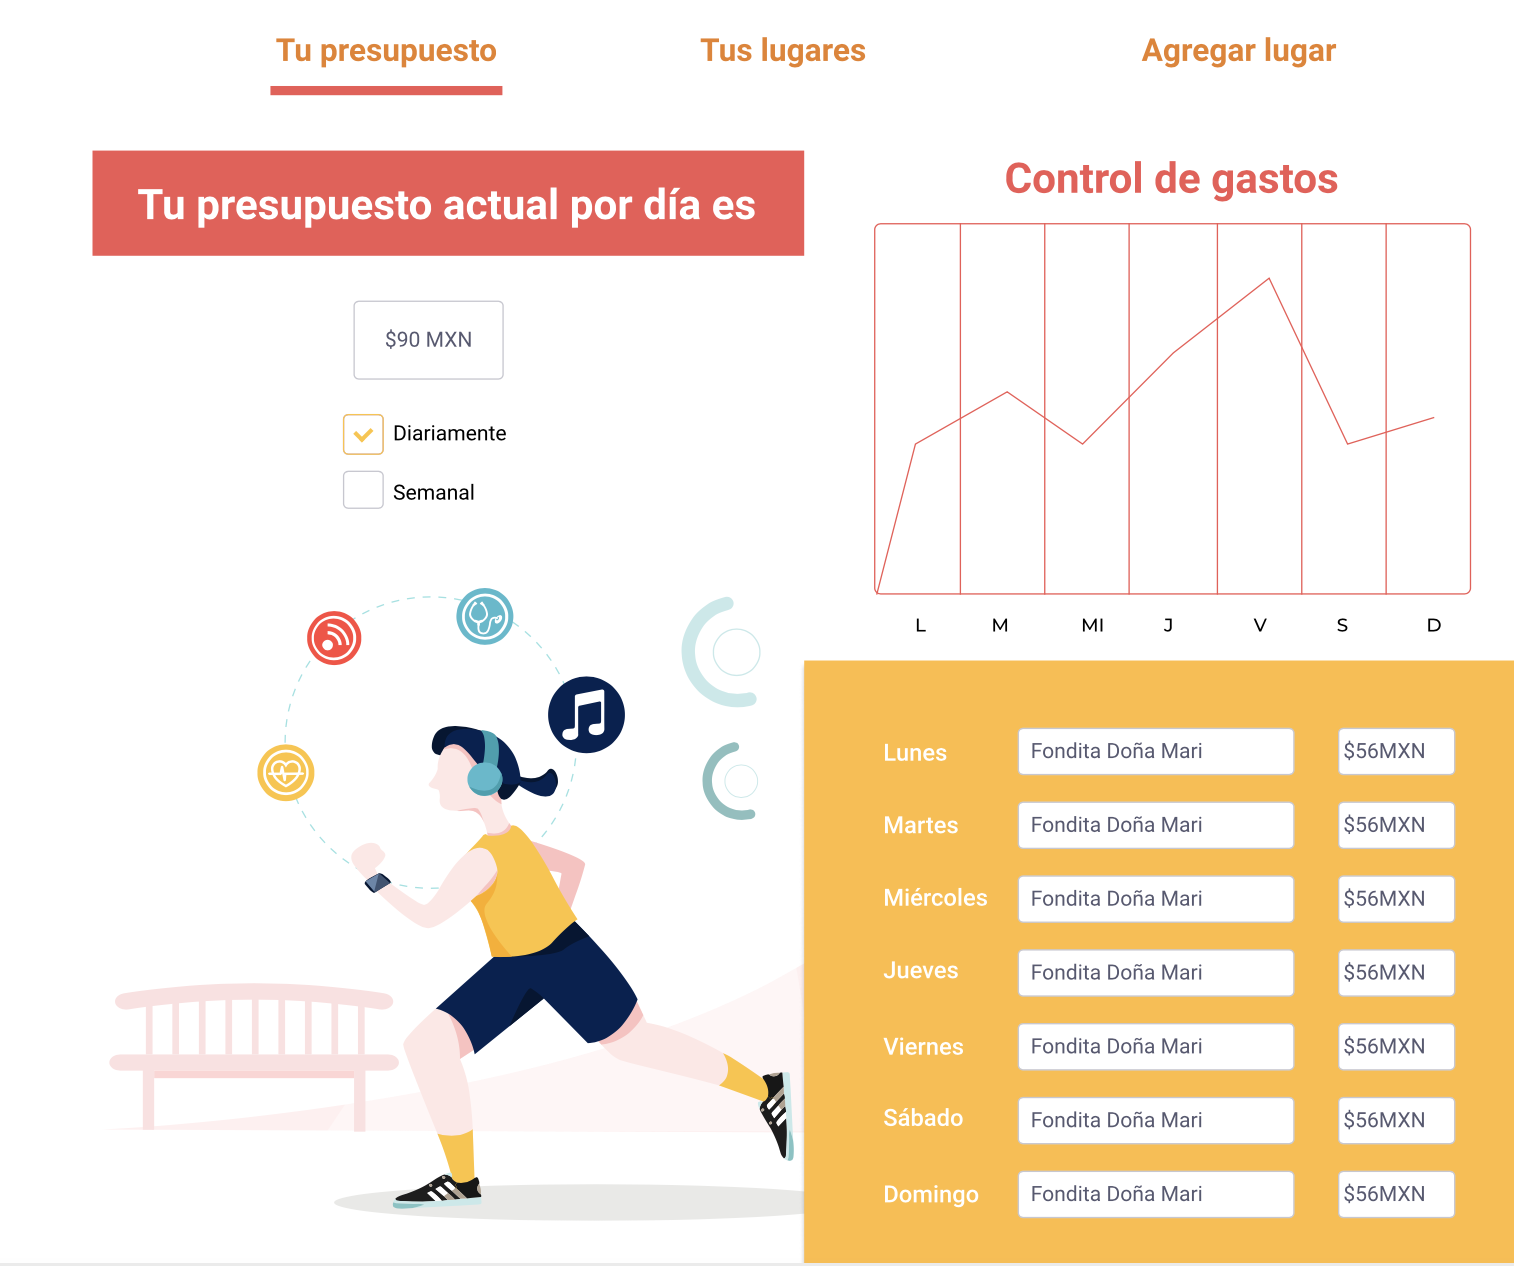 Tu presupuesto
Tus lugares
Agregar lugar
Tu presupuesto actual por día es
$90 MXN
Diariamente
Semanal
Control de gastos
L M MI J V S D
Lunes Fondita Doña Mari $56MXN
Martes Fondita Doña Mari $56MXN
Miércoles Fondita Doña Mari $56MXN
Jueves Fondita Doña Mari $56MXN
Viernes Fondita Doña Mari $56MXN
Sábado Fondita Doña Mari $56MXN
Domingo Fondita Doña Mari $56MXN